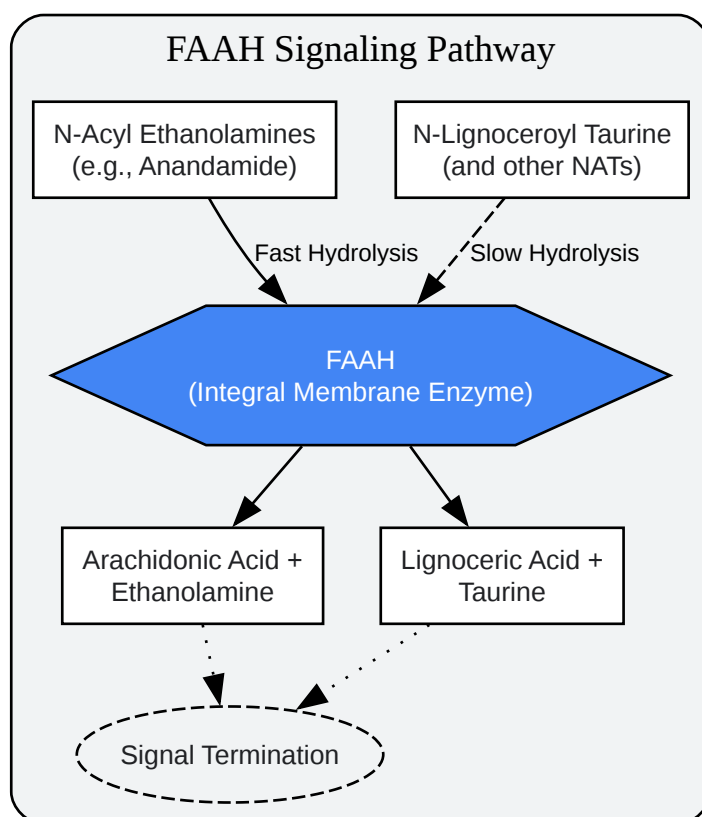 FAAH Signaling Pathway
N-Acyl Ethanolamines
(e.g., Anandamide)
N-Lignoceroyl Taurine
(and other NATs)
Fast Hydrolysis
Slow Hydrolysis
FAAH
(Integral Membrane Enzyme)
Arachidonic Acid +
Ethanolamine
Lignoceric Acid +
Taurine
Signal Termination